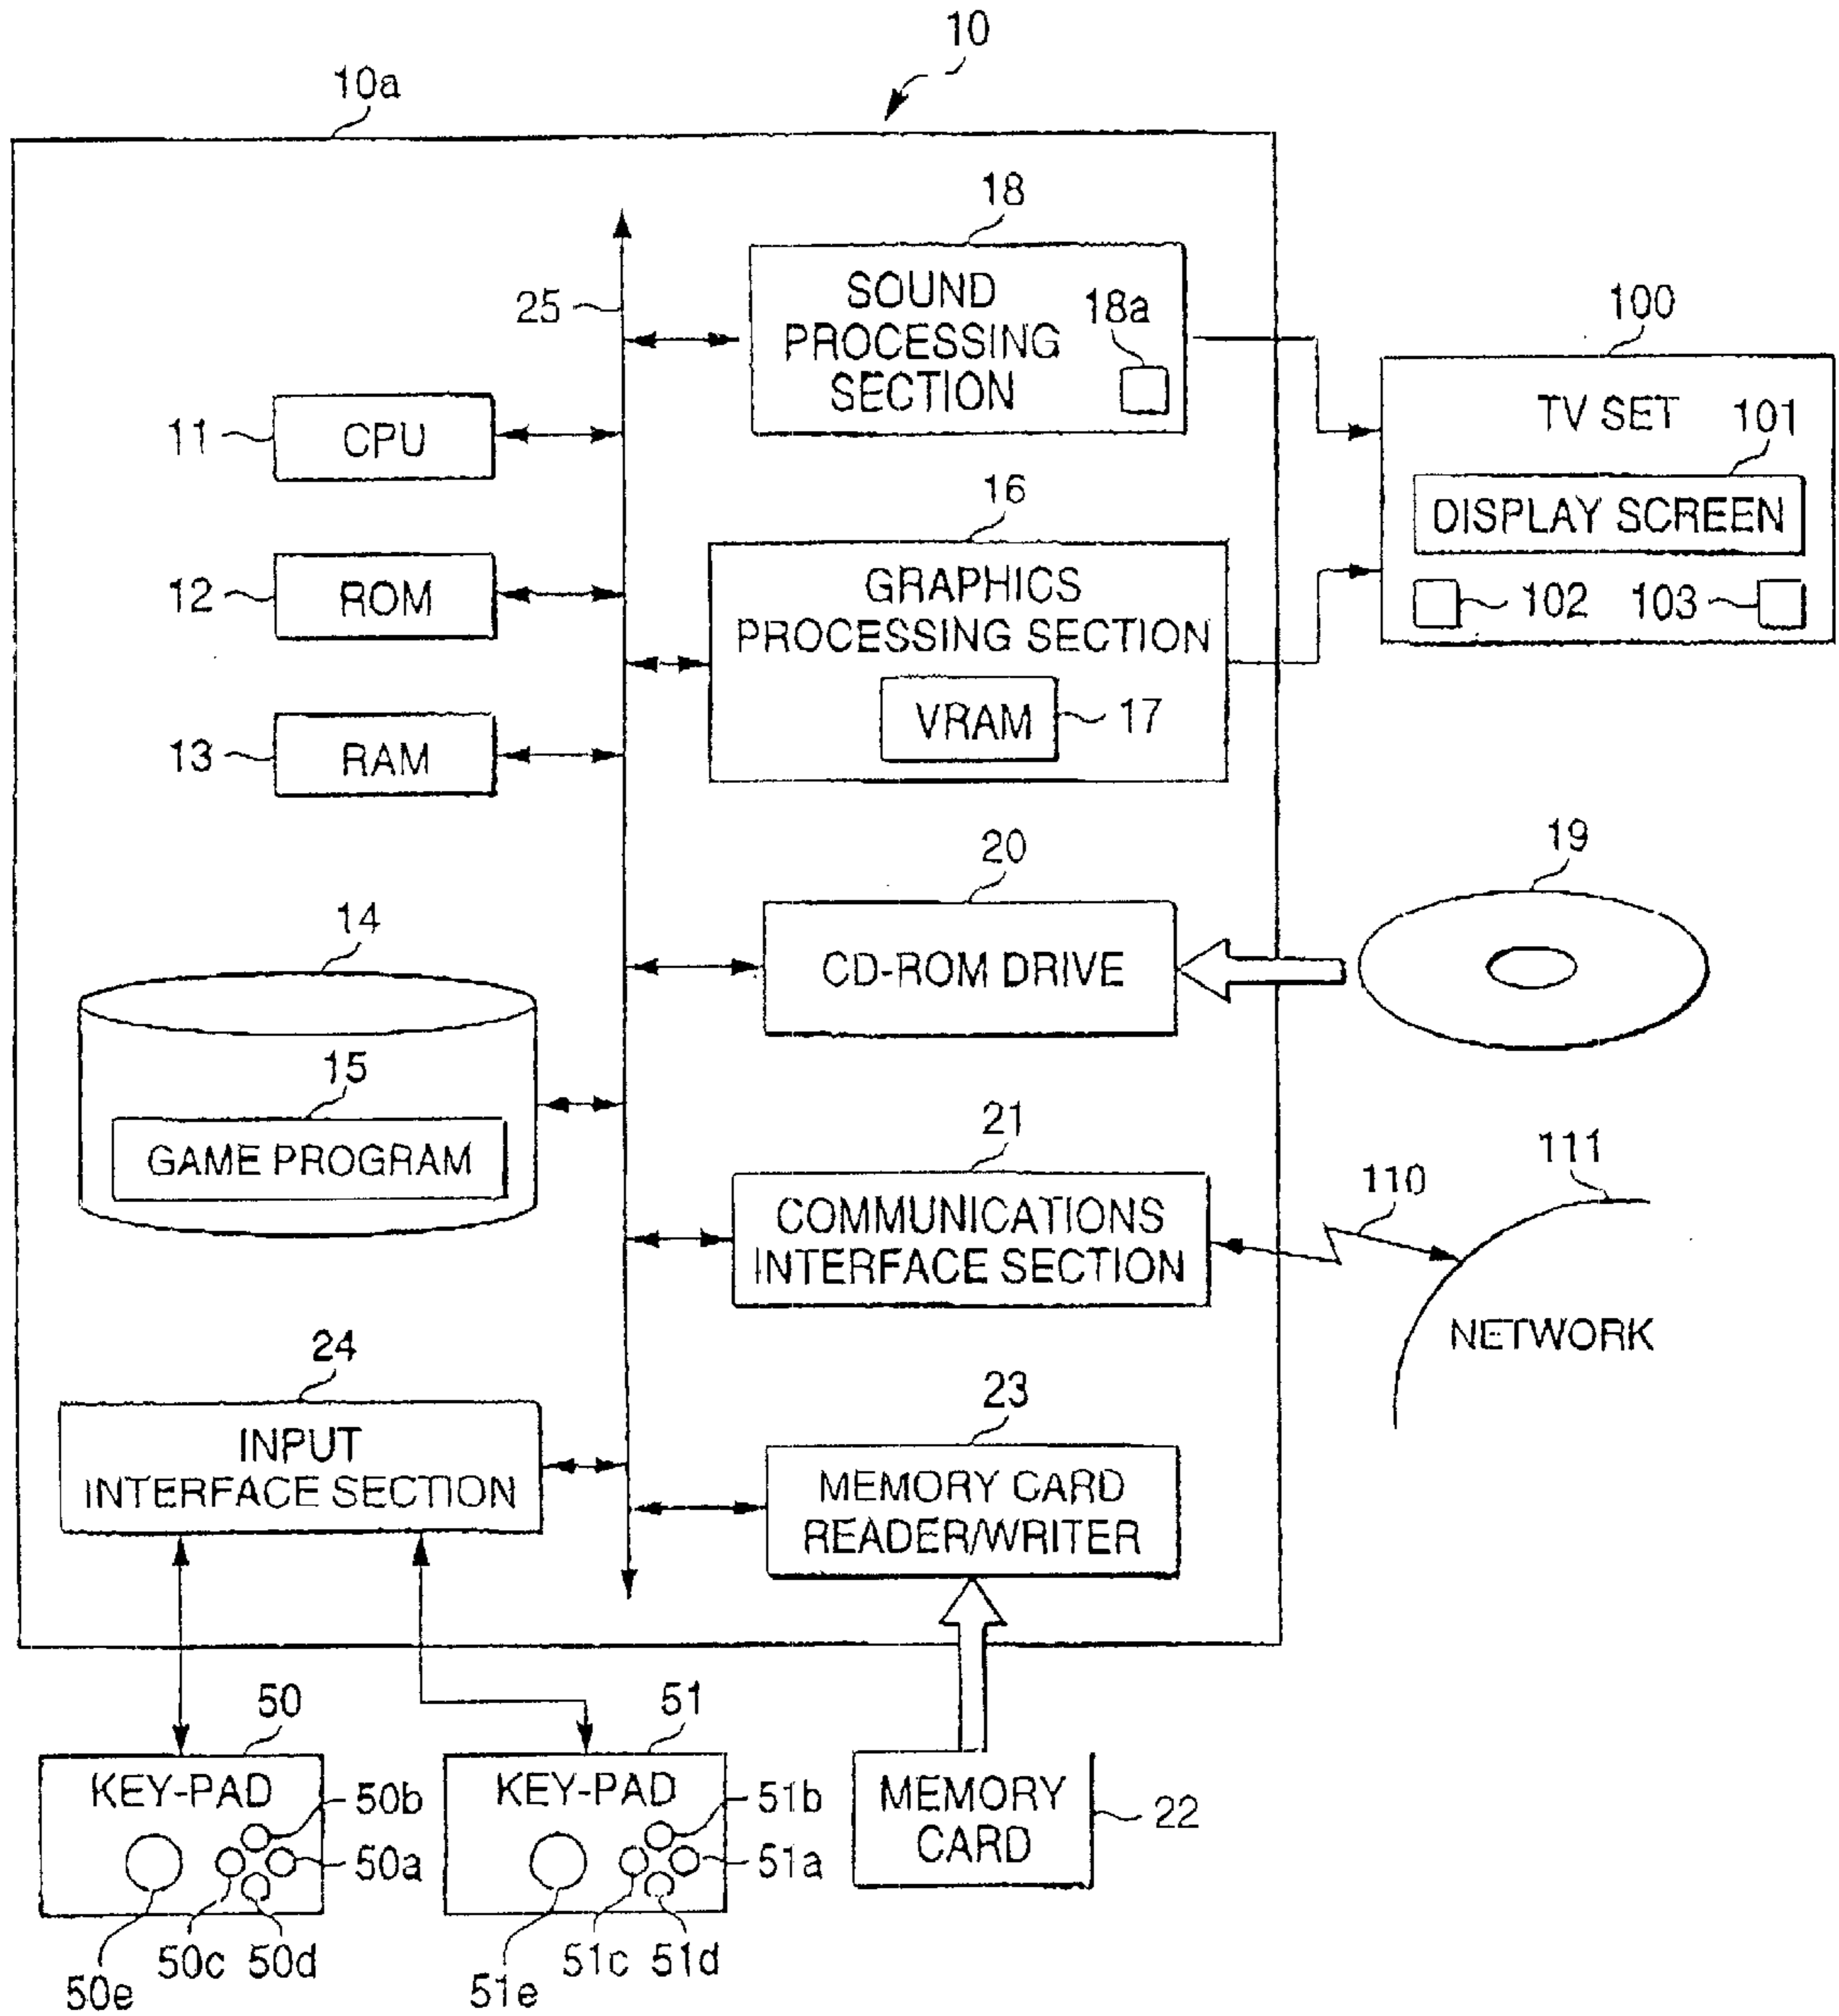 10
10a
18
SOUND
PROCESSING
SECTION
18a
25
100
TV SET
101
DISPLAY SCREEN
102
103
11
CPU
16
GRAPHICS
PROCESSING SECTION
VRAM
17
12
ROM
13
RAM
20
CD-ROM DRIVE
19
14
15
GAME PROGRAM
21
COMMUNICATIONS
INTERFACE SECTION
110
111
NETWORK
24
INPUT
INTERFACE SECTION
23
MEMORY CARD
READER/WRITER
50
KEY-PAD
50b
50a
50c
50d
50e
51
KEY-PAD
51b
51a
51c
51d
51e
MEMORY
CARD
22